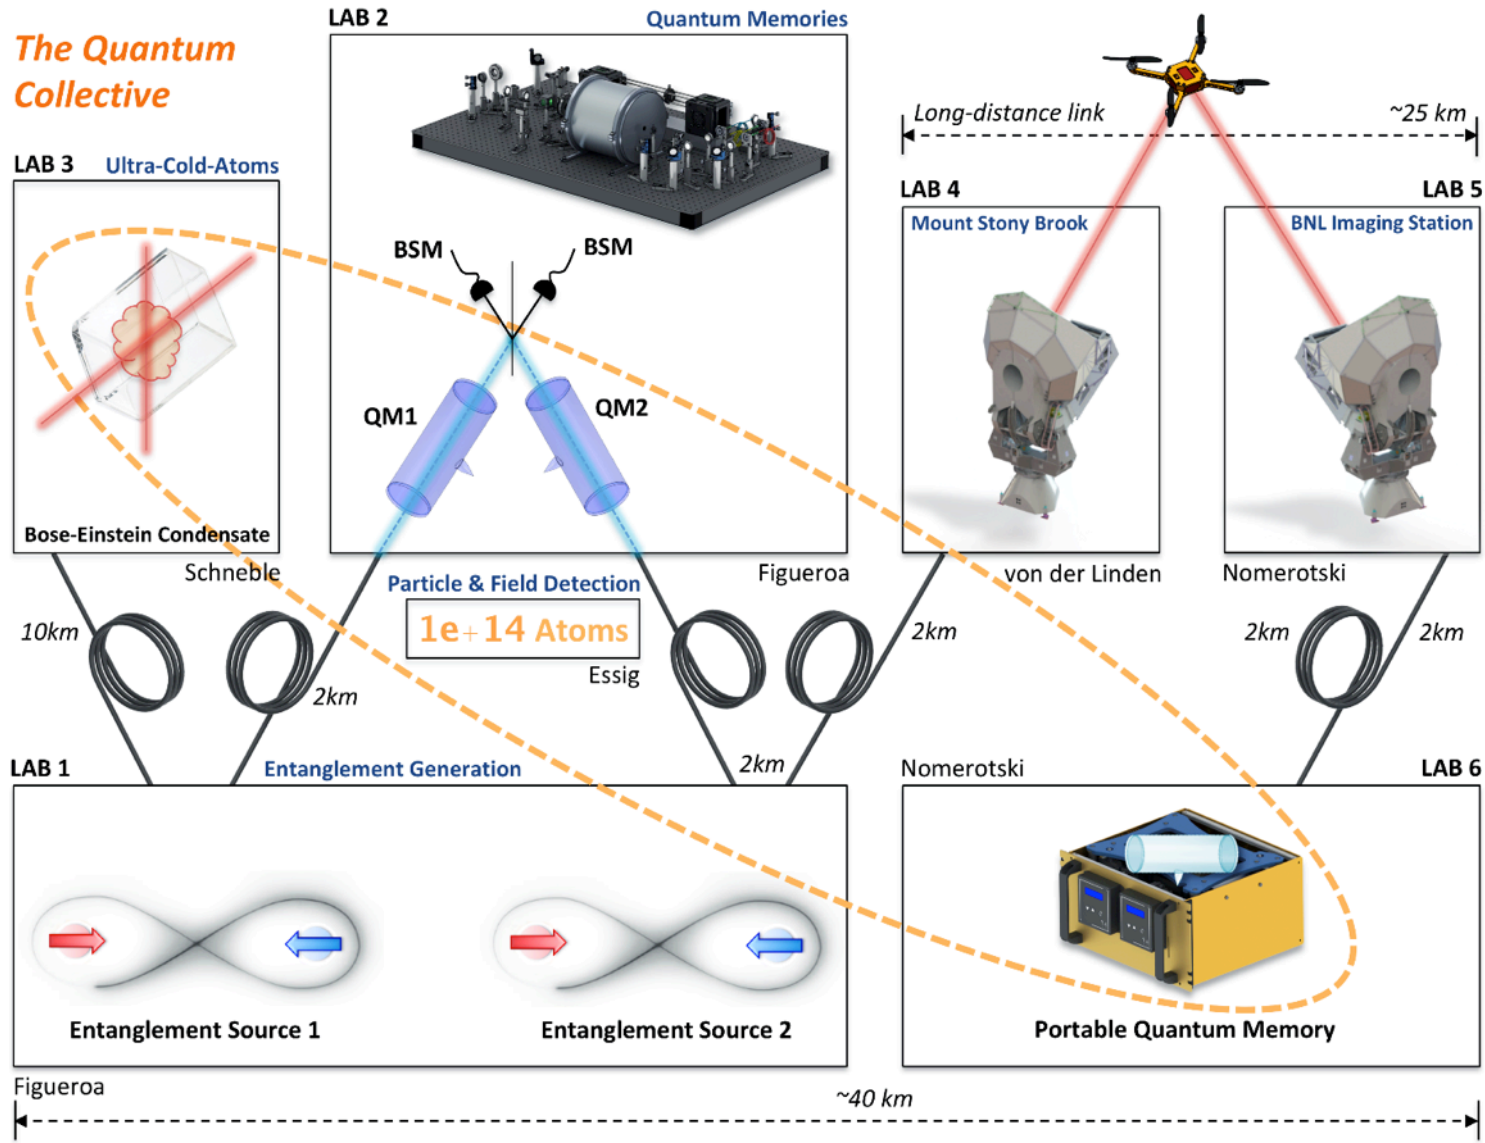 The Quantum
Collective
LAB 2
Quantum Memories
Long-distance link
~25 km
LAB 3
Ultra-Cold-Atoms
LAB 4
LAB 5
Mount Stony Brook
BNL Imaging Station
BSM
BSM
QM1
QM2
Bose-Einstein Condensate
Schneble
Particle & Field Detection
Figueroa
von der Linden
Nomerotski
1e+14 Atoms
Essig
10km
2km
2km
2km
2km
2km
LAB 1
Entanglement Generation
Nomerotski
LAB 6
Entanglement Source 1
Entanglement Source 2
Portable Quantum Memory
Figueroa
~40 km